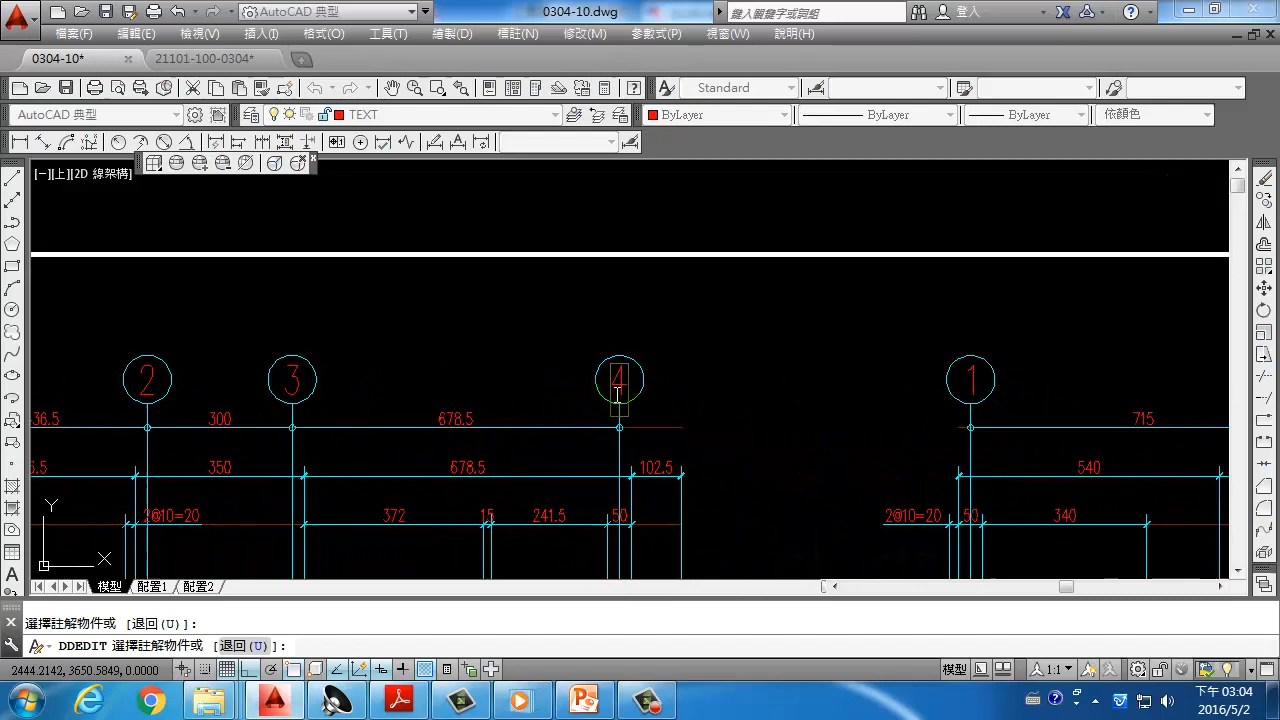 AutoCAD 典型
0304-10.dwg
鍵入關鍵字或詞組
登入
檔案(F) 編輯(E) 檢視(V) 插入(I) 格式(O) 工具(T) 繪製(D) 標註(N) 修改(M) 參數式(P) 視窗(W) 說明(H)
0304-10* 21101-100-0304*
Standard
AutoCAD 典型 TEXT ByLayer ByLayer ByLayer 依顏色
[-][上][2D 線架構]
2 3 4 1
36.5 300 678.5 715
6.5 350 678.5 102.5 540
2@10=20 372 15 241.5 50 2@10=20 50 340
Y
X
模型 配置1 配置2
選擇註解物件或 [退回(U)]:
DDEDIT 選擇註解物件或 [退回(U)]:
2444.2142, 3650.5849, 0.0000 模型 1:1
下午 03:04
2016/5/2